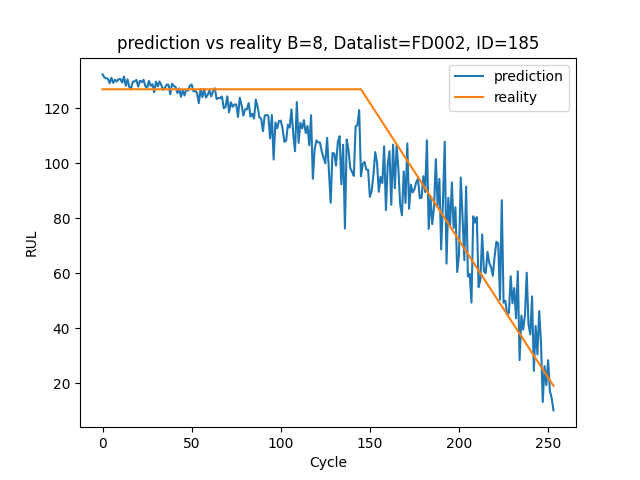 prediction vs reality B=8, Datalist=FD002, ID=185
prediction
reality
120
100
80
60
40
20
RUL
0 50 100 150 200 250
Cycle